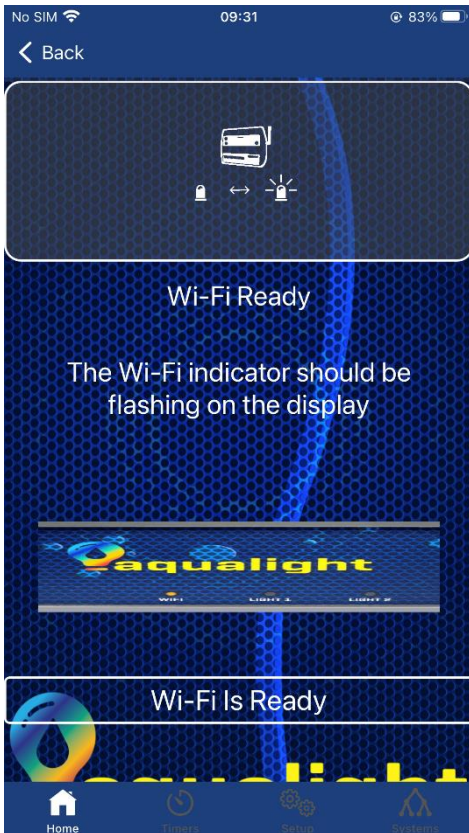 No SIM
09:31
83%
Back
Wi-Fi Ready
The Wi-Fi indicator should be
flashing on the display
aqualight
WIFI
LIGHT 1
LIGHT 2
Wi-Fi Is Ready
aqualight
Home
Timers
Setup
Systems